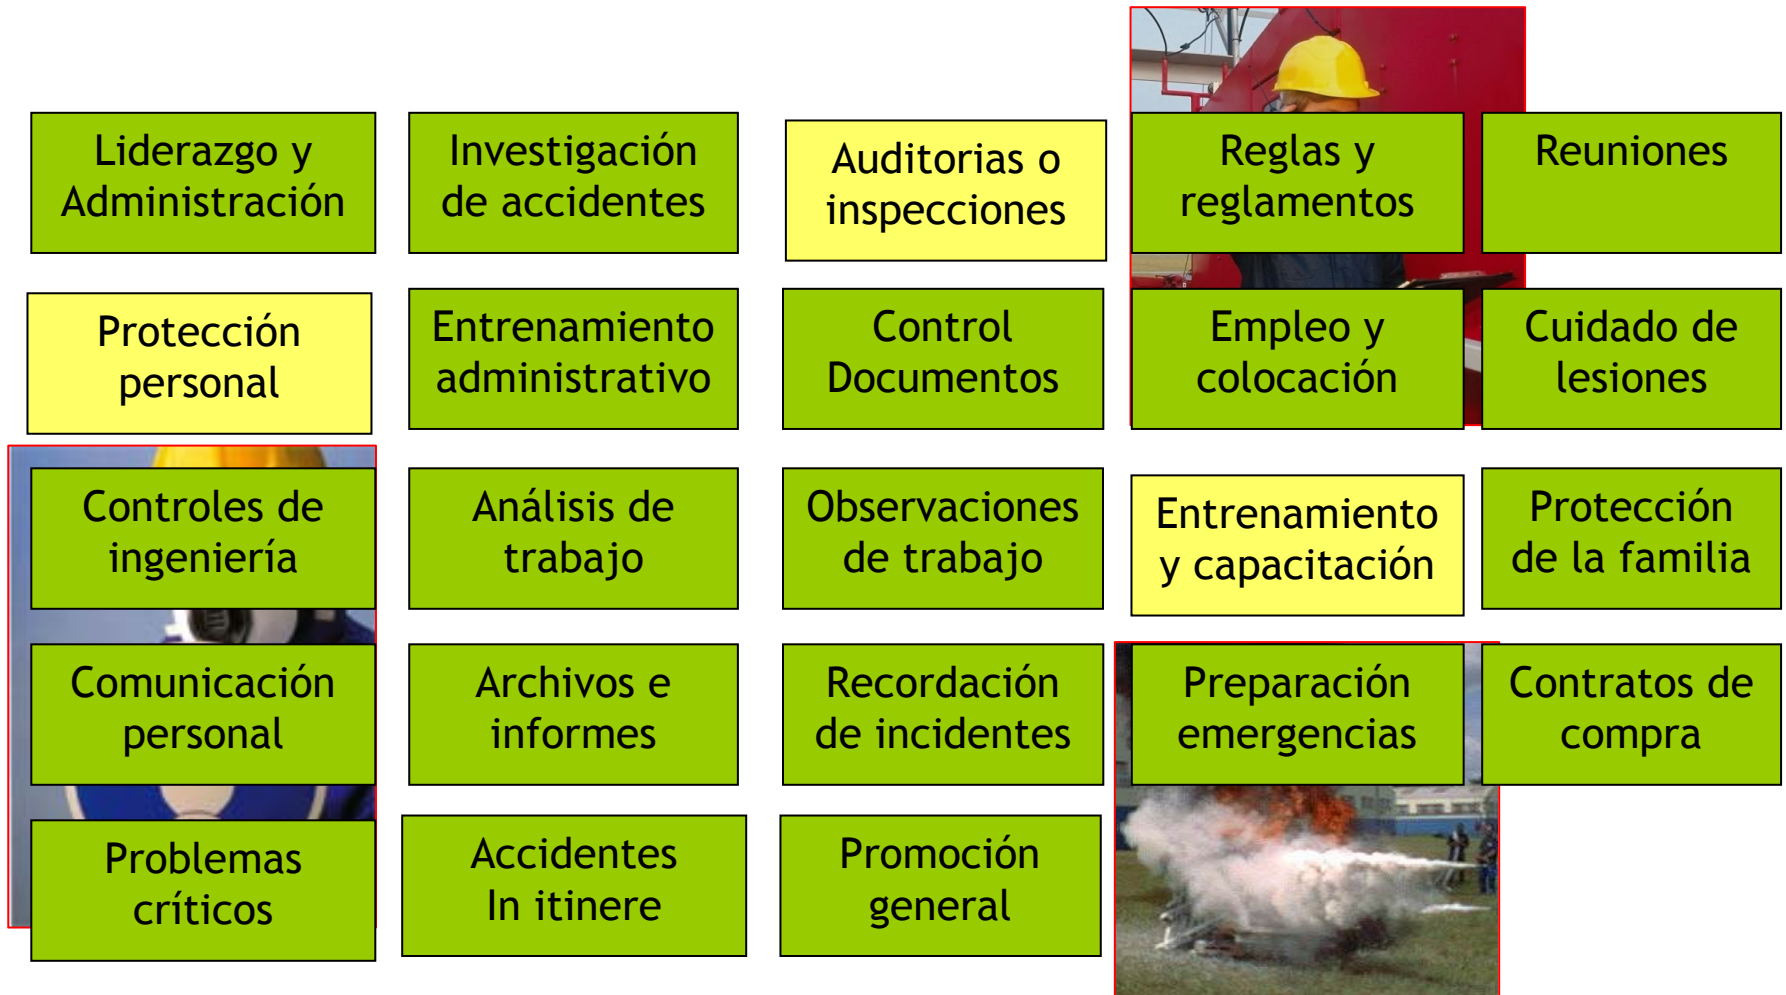 Liderazgo y
Administración
Investigación
de accidentes
Auditorias o
inspecciones
Reglas y
reglamentos
Reuniones
Protección
personal
Entrenamiento
administrativo
Control
Documentos
Empleo y
colocación
Cuidado de
lesiones
Controles de
ingeniería
Análisis de
trabajo
Observaciones
de trabajo
Entrenamiento
y capacitación
Protección
de la familia
Comunicación
personal
Archivos e
informes
Recordación
de incidentes
Preparación
emergencias
Contratos de
compra
Problemas
críticos
Accidentes
In itinere
Promoción
general